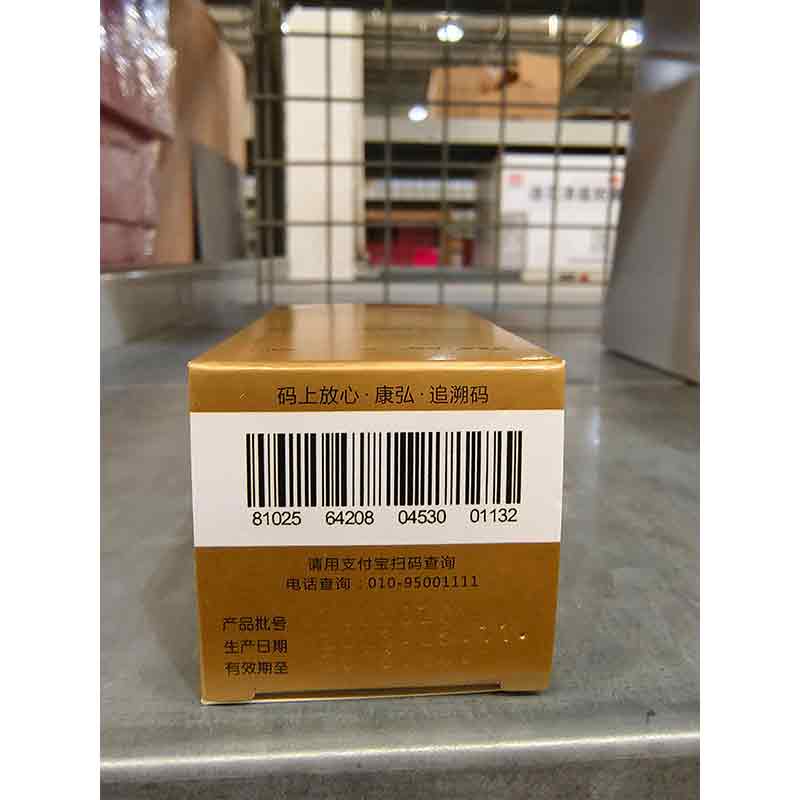 码上放心·康弘·追溯码
81025 64208 04530 01132
请用支付宝扫码查询
电话查询：010-95001111
产品批号
生产日期
有效期至